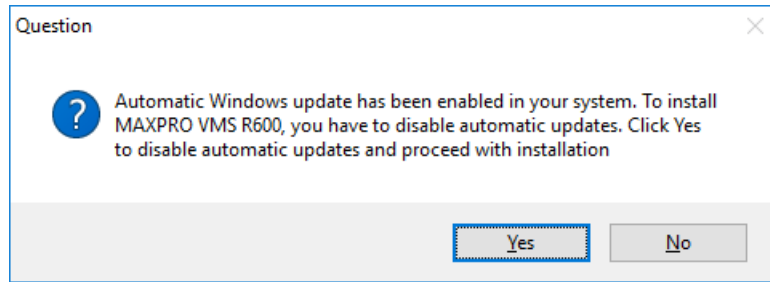 Question
Automatic Windows update has been enabled in your system. To install
MAXPRO VMS R600, you have to disable automatic updates. Click Yes
to disable automatic updates and proceed with installation
Yes
No